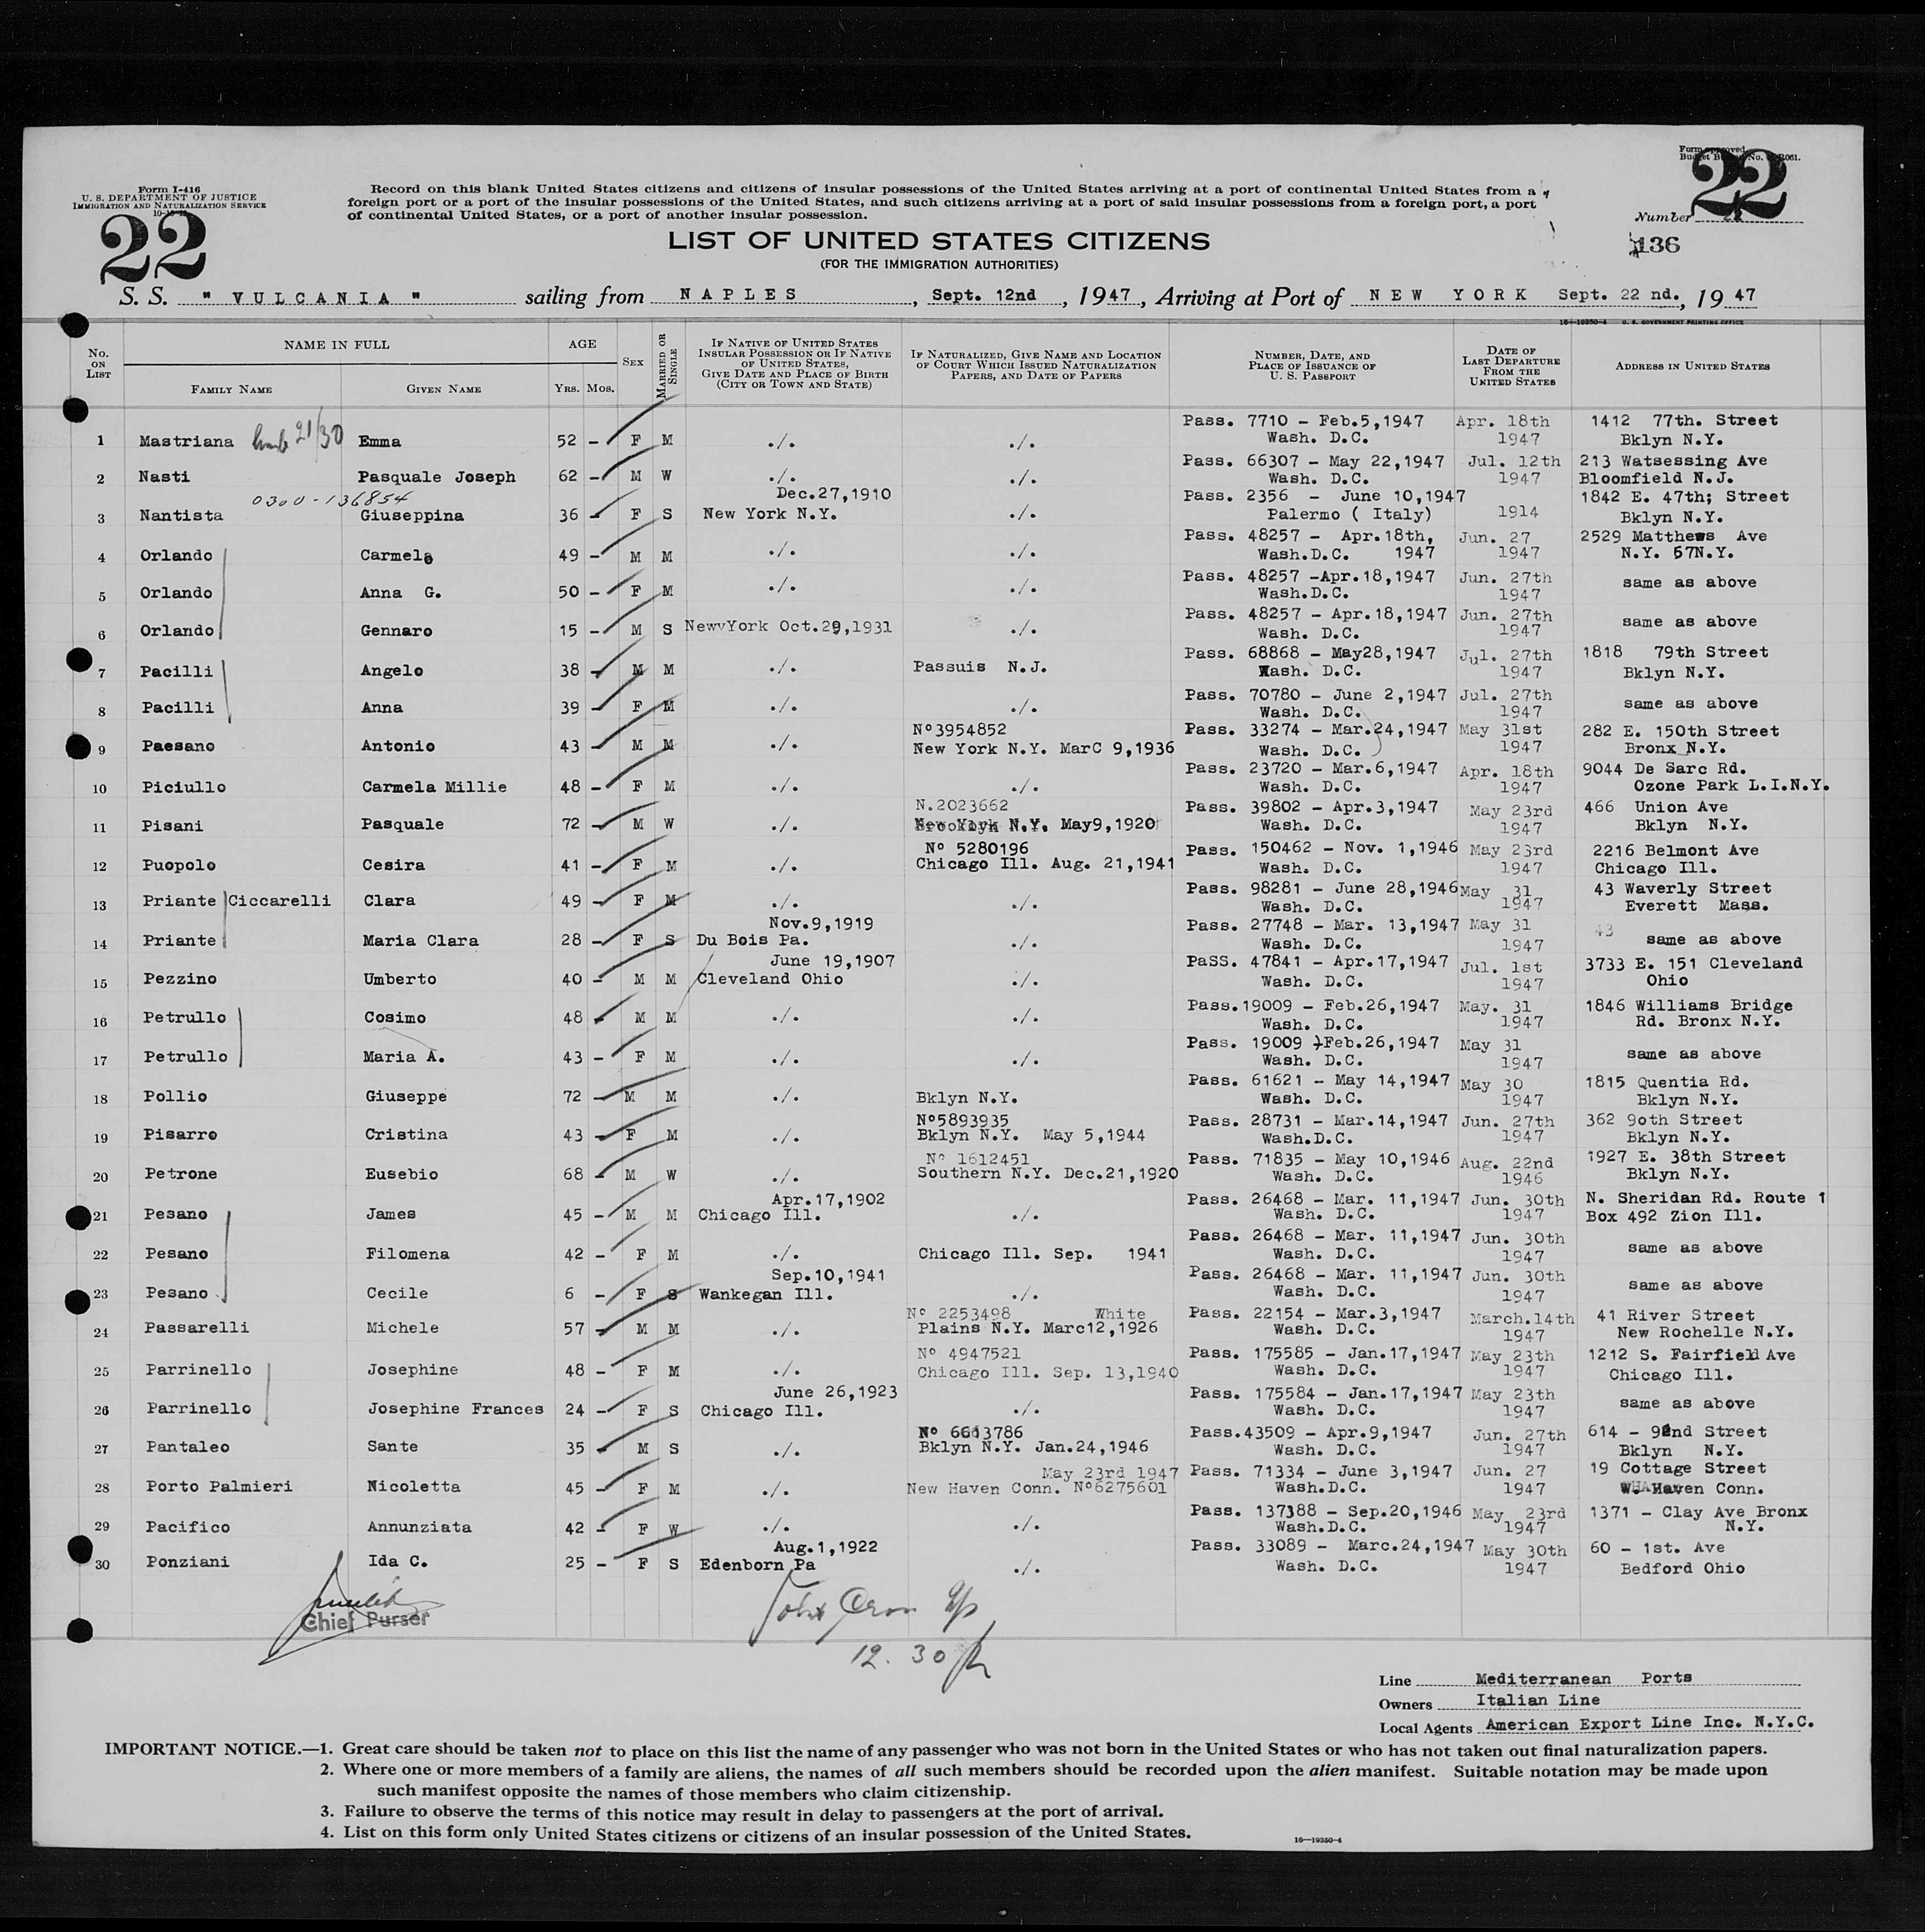 Form I-416
U. S. DEPARTMENT OF JUSTICE
IMMIGRATION AND NATURALIZATION SERVICE
22
Record on this blank United States citizens and citizens of insular possessions of the United States arriving at a port of continental United States from a
foreign port or a port of the insular possessions of the United States, and such citizens arriving at a port of said insular possessions from a foreign port, a port
of continental United States, or a port of another insular possession.
Form approved.
22
Number
136
LIST OF UNITED STATES CITIZENS
(FOR THE IMMIGRATION AUTHORITIES)
S. S. " VULCANIA " sailing from NAPLES, Sept. 12nd, 1947, Arriving at Port of NEW YORK Sept. 22 nd., 1947
16—19350-4 U. S. GOVERNMENT PRINTING OFFICE
No. on List
NAME IN FULL
Family Name
Given Name
AGE
Yrs. Mos.
Sex
Married or Single
If Native of United States Insular Possession or If Native of United States, Give Date and Place of Birth (City or Town and State)
If Naturalized, Give Name and Location of Court Which Issued Naturalization Papers, and Date of Papers
Number, Date, and Place of Issuance of U. S. Passport
Date of Last Departure From the United States
Address in United States
1 Mastriana 21/30 Emma 52 - F M ./. ./. Pass. 7710 - Feb.5,1947 Wash. D.C. Apr. 18th 1947 1412 77th. Street Bklyn N.Y.
2 Nasti Pasquale Joseph 62 - M W ./. ./. Pass. 66307 - May 22,1947 Wash. D.C. Jul. 12th 1947 213 Watsessing Ave Bloomfield N.J.
0300-136854
3 Nantista Giuseppina 36 - F S Dec.27,1910 New York N.Y. ./. Pass. 2356 - June 10,1947 Palermo ( Italy) 1914 1842 E. 47th; Street Bklyn N.Y.
4 Orlando Carmelo 49 - M M ./. ./. Pass. 48257 - Apr.18th, 1947 Wash.D.C. Jun. 27 1947 2529 Matthews Ave N.Y. 67N.Y.
5 Orlando Anna G. 50 - F M ./. ./. Pass. 48257 -Apr.18,1947 Wash.D.C. Jun. 27th 1947 same as above
6 Orlando Gennaro 15 - M S NewvYork Oct.29,1931 ./. Pass. 48257 - Apr.18,1947 Wash. D.C. Jun. 27th 1947 same as above
7 Pacilli Angelo 38 - M M ./. Passuis N.J. Pass. 68868 - May28,1947 Wash. D.C. Jul. 27th 1947 1818 79th Street Bklyn N.Y.
8 Pacilli Anna 39 - F M ./. ./. Pass. 70780 - June 2,1947 Wash. D.C. Jul. 27th 1947 same as above
9 Paesano Antonio 43 - M M ./. Nº3954852 New York N.Y. MarC 9,1936 Pass. 33274 - Mar.24,1947 Wash. D.C. May 31st 1947 282 E. 150th Street Bronx N.Y.
10 Piciullo Carmela Millie 48 - F M ./. ./. Pass. 23720 - Mar.6,1947 Wash. D.C. Apr. 18th 1947 9044 De Sarc Rd. Ozone Park L.I.N.Y.
11 Pisani Pasquale 72 - M W ./. N.2023662 Brooklyn N.Y. May9,1920 Pass. 39802 - Apr.3,1947 Wash. D.C. May 23rd 1947 466 Union Ave Bklyn N.Y.
12 Puopolo Cesira 41 - F M ./. Nº 5280196 Chicago Ill. Aug. 21,1941 Pass. 150462 - Nov. 1,1946 Wash. D.C. May 23rd 1947 2216 Belmont Ave Chicago Ill.
13 Priante Ciccarelli Clara 49 - F M ./. ./. Pass. 98281 - June 28,1946 Wash. D.C. May 31 1947 43 Waverly Street Everett Mass.
14 Priante Maria Clara 28 - F S Nov.9,1919 Du Bois Pa. ./. Pass. 27748 - Mar. 13,1947 Wash. D.C. May 31 1947 43 same as above
15 Pezzino Umberto 40 - M M June 19,1907 Cleveland Ohio ./. PaSS. 47841 - Apr.17,1947 Wash. D.C. Jul. 1st 1947 3733 E. 151 Cleveland Ohio
16 Petrullo Cosimo 48 - M M ./. ./. Pass.19009 - Feb.26,1947 Wash. D.C. May. 31 1947 1846 Williams Bridge Rd. Bronx N.Y.
17 Petrullo Maria A. 43 - F M ./. ./. Pass. 19009 -Feb.26,1947 Wash. D.C. May 31 1947 same as above
18 Pollio Giuseppe 72 - M M ./. Bklyn N.Y. Pass. 61621 - May 14,1947 Wash. D.C. May 30 1947 1815 Quentia Rd. Bklyn N.Y.
19 Pisarro Cristina 43 - F M ./. Nº5893935 Bklyn N.Y. May 5,1944 Pass. 28731 - Mar.14,1947 Wash.D.C. Jun. 27th 1947 362 9oth Street Bklyn N.Y.
20 Petrone Eusebio 68 - M W ./. Nº 1612451 Southern N.Y. Dec.21,1920 Pass. 71835 - May 10,1946 Wash. D.C. Aug. 22nd 1946 1927 E. 38th Street Bklyn N.Y.
21 Pesano James 45 - M M Apr.17,1902 Chicago Ill. ./. Pass. 26468 - Mar. 11,1947 Wash. D.C. Jun. 30th 1947 N. Sheridan Rd. Route 1 Box 492 Zion Ill.
22 Pesano Filomena 42 - F M ./. Chicago Ill. Sep. 1941 Pass. 26468 - Mar. 11,1947 Wash. D.C. Jun. 30th 1947 same as above
23 Pesano Cecile 6 - F S Sep.10,1941 Wankegan Ill. ./. Pass. 26468 - Mar. 11,1947 Wash. D.C. Jun. 30th 1947 same as above
24 Passarelli Michele 57 - M M ./. Nº 2253498 White Plains N.Y. Marc12,1926 Pass. 22154 - Mar.3,1947 Wash. D.C. March.14th 1947 41 River Street New Rochelle N.Y.
25 Parrinello Josephine 48 - F M ./. Nº 4947521 Chicago Ill. Sep. 13,1940 Pass. 175585 - Jan.17,1947 Wash. D.C. May 23th 1947 1212 S. Fairfield Ave Chicago Ill.
26 Parrinello Josephine Frances 24 - F S June 26,1923 Chicago Ill. ./. Pass. 175584 - Jan.17,1947 Wash. D.C. May 23th 1947 same as above
27 Pantaleo Sante 35 - M S ./. Nº 6613786 Bklyn N.Y. Jan.24,1946 Pass.43509 - Apr.9,1947 Wash. D.C. Jun. 27th 1947 614 - 92nd Street Bklyn N.Y.
28 Porto Palmieri Nicoletta 45 - F M ./. May 23rd 1947 New Haven Conn. Nº6275601 Pass. 71334 - June 3,1947 Wash.D.C. Jun. 27 1947 19 Cottage Street W. Haven Conn.
29 Pacifico Annunziata 42 - F W ./. ./. Pass. 137388 - Sep.20,1946 Wash.D.C. May 23rd 1947 1371 - Clay Ave Bronx N.Y.
30 Ponziani Ida C. 25 - F S Aug.1,1922 Edenborn Pa ./. Pass. 33089 - Marc.24,1947 Wash. D.C. May 30th 1947 60 - 1st. Ave Bedford Ohio
Chief Purser
12.30
Line Mediterranean Ports
Owners Italian Line
Local Agents American Export Line Inc. N.Y.C.
IMPORTANT NOTICE.—1. Great care should be taken not to place on this list the name of any passenger who was not born in the United States or who has not taken out final naturalization papers.
2. Where one or more members of a family are aliens, the names of all such members should be recorded upon the alien manifest. Suitable notation may be made upon
such manifest opposite the names of those members who claim citizenship.
3. Failure to observe the terms of this notice may result in delay to passengers at the port of arrival.
4. List on this form only United States citizens or citizens of an insular possession of the United States.
16—19350-4